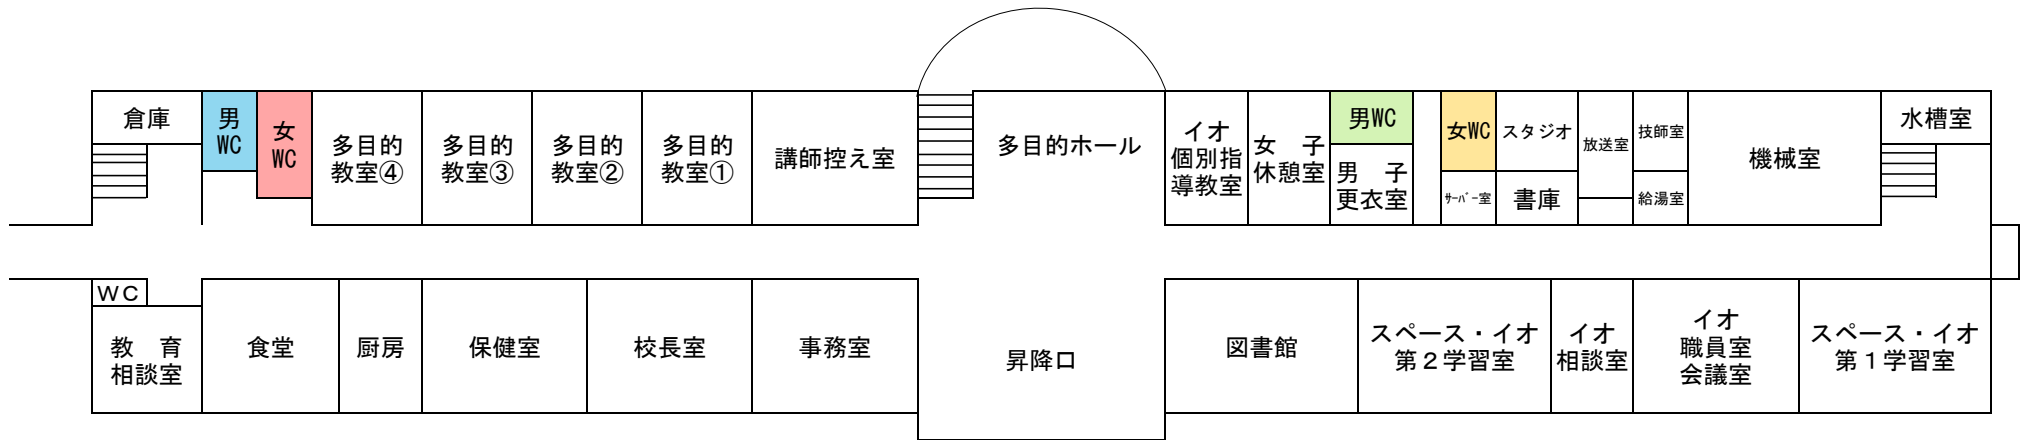 倉庫
男
WC
女
WC
多目的
教室④
多目的
教室③
多目的
教室②
多目的
教室①
講師控え室
多目的ホール
イオ
個別指
導教室
女　子
休憩室
男WC
男　子
更衣室
女WC
サーバー室
スタジオ
書庫
放送室
技師室
給湯室
機械室
水槽室
WC
教　育
相談室
食堂
厨房
保健室
校長室
事務室
昇降口
図書館
スペース・イオ
第２学習室
イオ
相談室
イオ
職員室
会議室
スペース・イオ
第１学習室